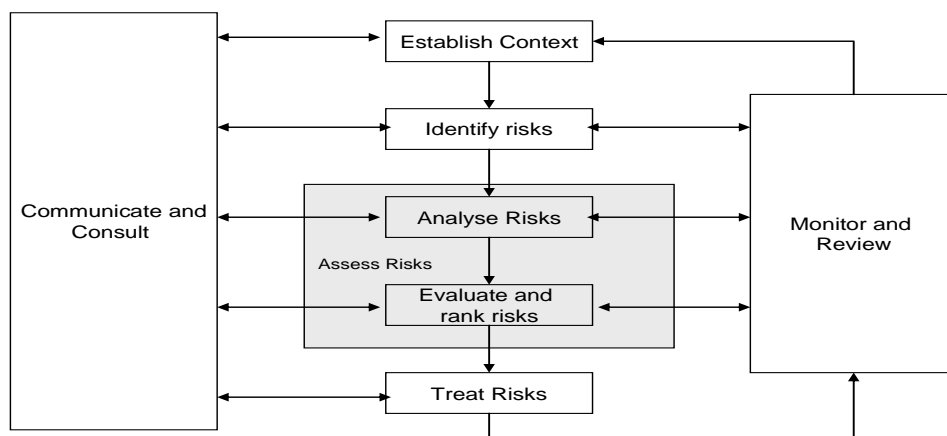 Establish Context
Identify risks
Communicate and
Consult
Analyse Risks
Monitor and
Review
Assess Risks
Evaluate and
rank risks
Treat Risks